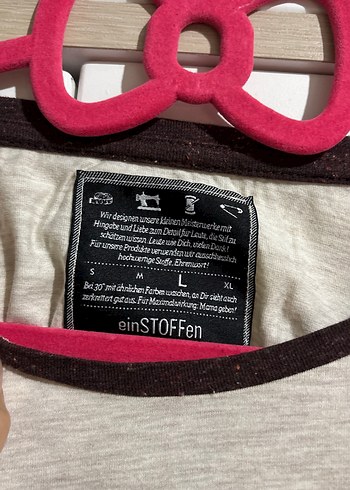 Wir designen unsere kleinen Meisterwerke mit
Hingabe und Liebe zum Detail für Leute, die Stil zu
schätzen wissen. Leute wie Dich, vielen Dank!
Für unsere Produkte verwenden wir ausschließlich
hochwertige Stoffe. Ehrenwort!
S M L XL
Bei 30° mit ähnlichen Farben waschen, an Dir sieht auch
zerknittert gut aus. Für Maximalwirkung: Mama geben!
einSTOFFen